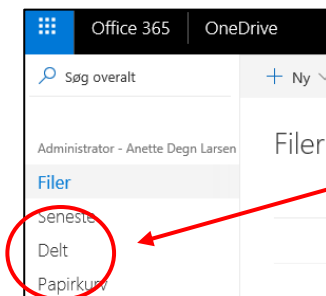 Office 365 OneDrive
Søg overalt + Ny
Administrator - Anette Degn Larsen
Filer
Filer
Seneste
Delt
Papirkurv